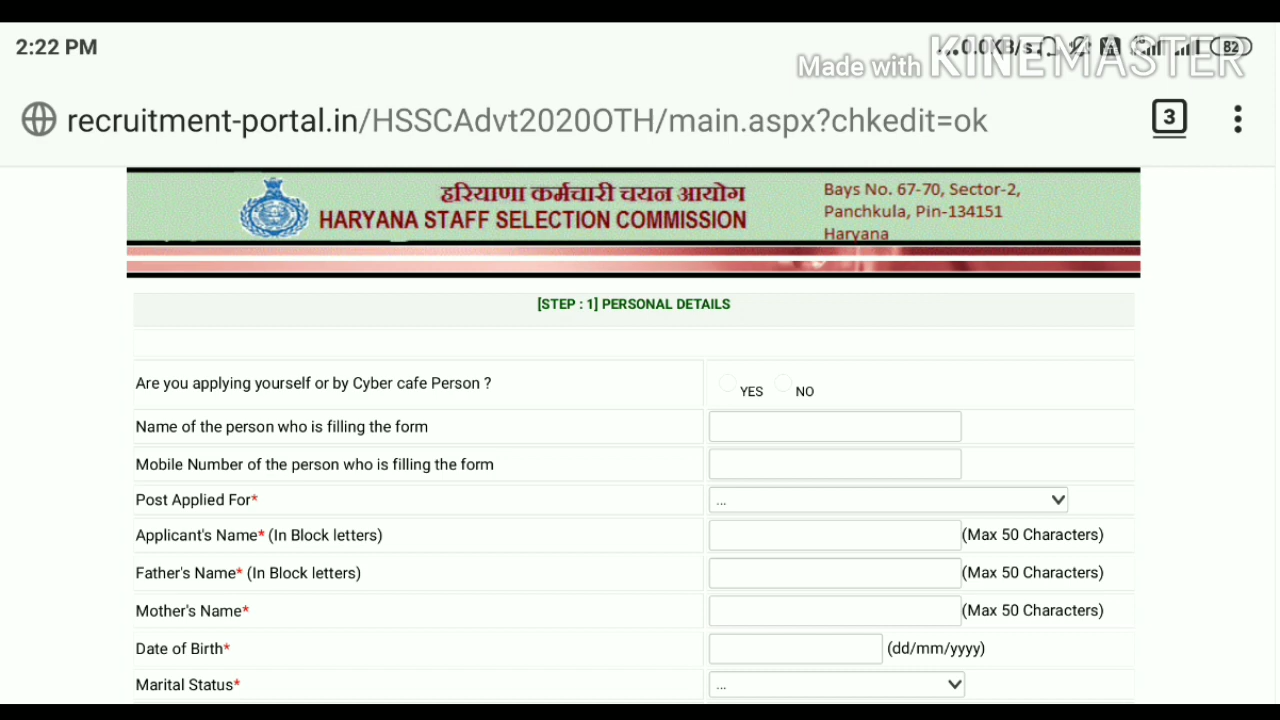 2:22 PM
...0.0KB/s 82
Made with KINEMASTER
recruitment-portal.in/HSSCAdvt2020OTH/main.aspx?chkedit=ok
3
हरियाणा कर्मचारी चयन आयोग
HARYANA STAFF SELECTION COMMISSION
Bays No. 67-70, Sector-2,
Panchkula, Pin-134151
Haryana
[STEP : 1] PERSONAL DETAILS
Are you applying yourself or by Cyber cafe Person ? YES NO
Name of the person who is filling the form
Mobile Number of the person who is filling the form
Post Applied For* ...
Applicant's Name* (In Block letters) (Max 50 Characters)
Father's Name* (In Block letters) (Max 50 Characters)
Mother's Name* (Max 50 Characters)
Date of Birth* (dd/mm/yyyy)
Marital Status* ...